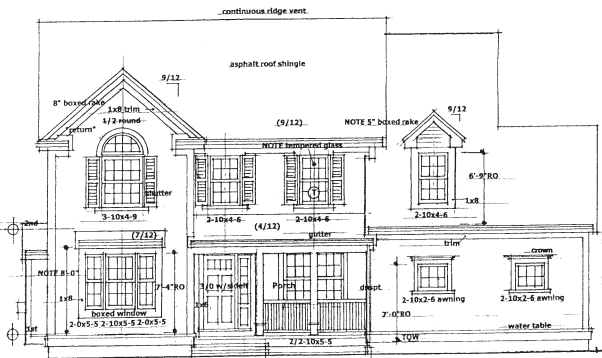 continuous ridge vent
asphalt roof shingle
9/12
8" boxed rake
1x8 trim
1/2 round
"return"
(9/12)
NOTE 5" boxed rake
9/12
NOTE tempered glass
6'-9"RO
shutter
T
1x8
3-10x4-9
2-10x4-6
2-10x4-6
2-10x4-6
2nd
(7/12)
(4/12)
gutter
trim
crown
NOTE 8'-0"
7'-4"RO
3/0 w/sidelt
Porch
dnspt
1x8
1x6
2-10x2-6 awning
2-10x2-6 awning
boxed window
7'-0"RO
2-0x5-5 2-10x5-5 2-0x5-5
water table
1st
2/2-10x5-5
TOW